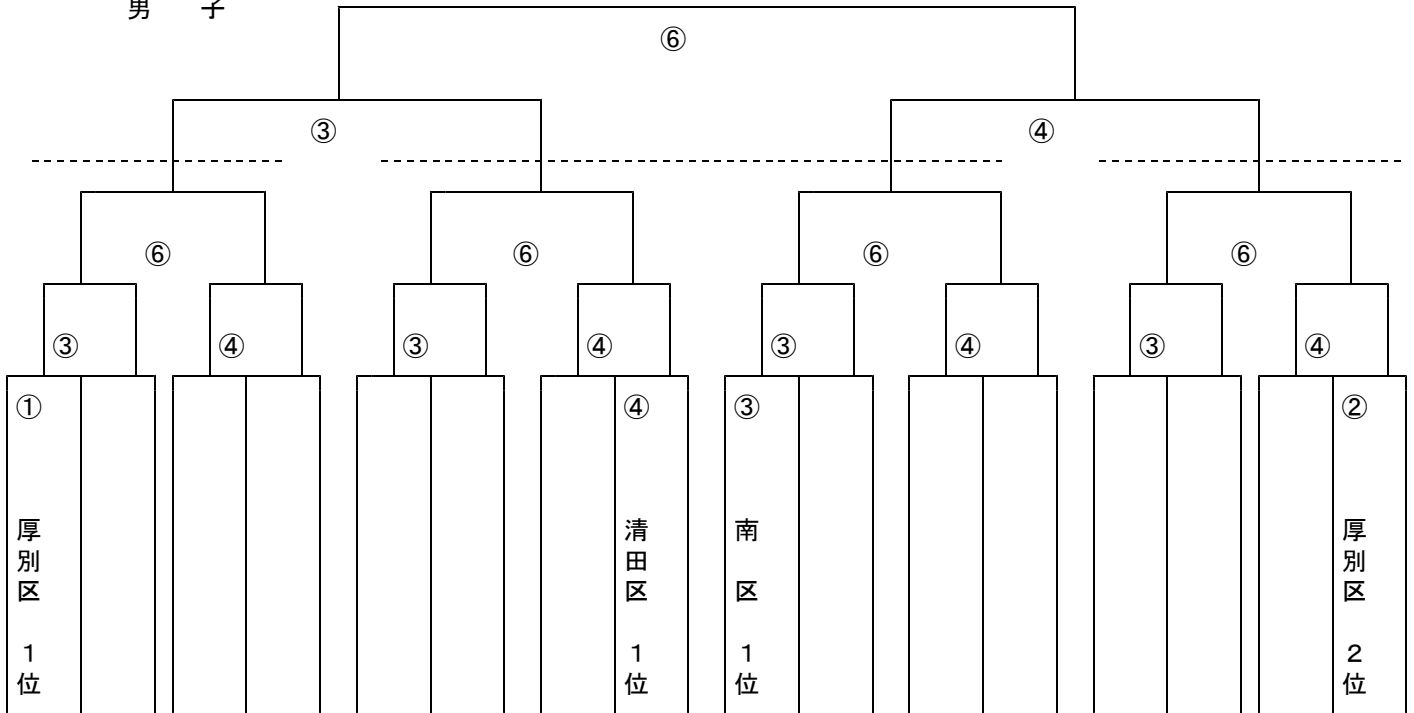 男 子
⑥
③ ④
⑥ ⑥ ⑥ ⑥
③ ④ ③ ④ ③ ④ ③ ④
① ④ ③ ②
厚別区 1位
清田区 1位
南 区 1位
厚別区 2位